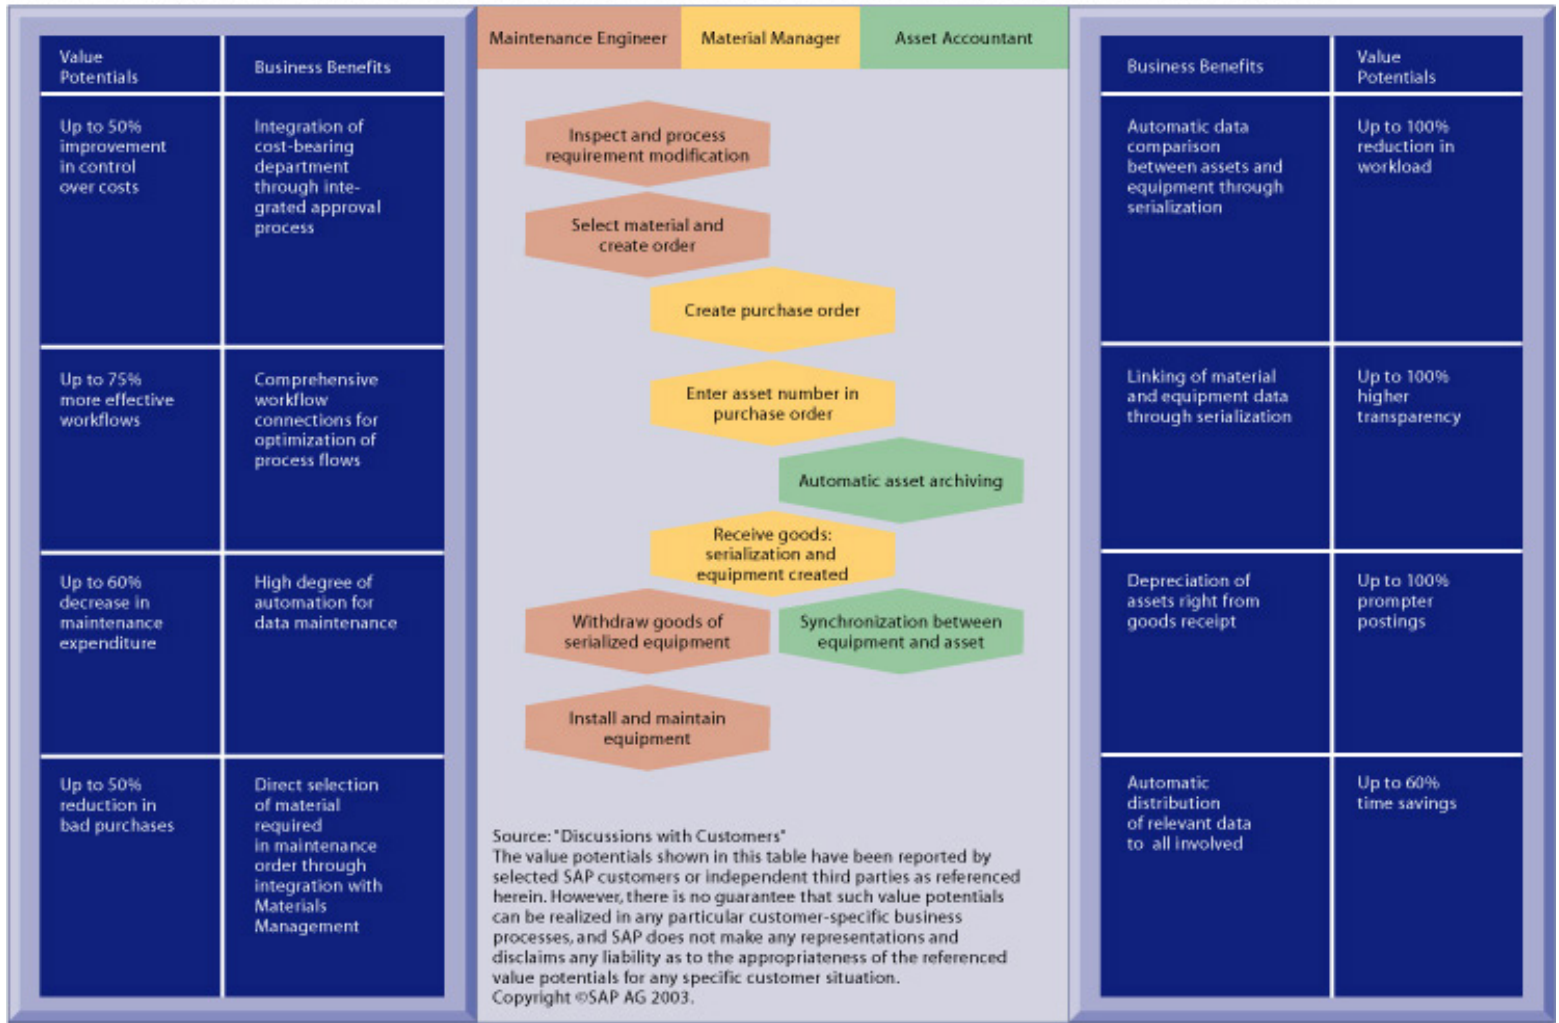 Value
Potentials
Business Benefits
Up to 50%
improvement
in control
over costs
Integration of
cost-bearing
department
through inte-
grated approval
process
Up to 75%
more effective
workflows
Comprehensive
workflow
connections for
optimization of
process flows
Up to 60%
decrease in
maintenance
expenditure
High degree of
automation for
data maintenance
Up to 50%
reduction in
bad purchases
Direct selection
of material
required
in maintenance
order through
integration with
Materials
Management
Maintenance Engineer
Material Manager
Asset Accountant
Inspect and process
requirement modification
Select material and
create order
Create purchase order
Enter asset number in
purchase order
Automatic asset archiving
Receive goods:
serialization and
equipment created
Withdraw goods of
serialized equipment
Synchronization between
equipment and asset
Install and maintain
equipment
Source: "Discussions with Customers"
The value potentials shown in this table have been reported by
selected SAP customers or independent third parties as referenced
herein. However, there is no guarantee that such value potentials
can be realized in any particular customer-specific business
processes, and SAP does not make any representations and
disclaims any liability as to the appropriateness of the referenced
value potentials for any specific customer situation.
Copyright ©SAP AG 2003.
Business Benefits
Value
Potentials
Automatic data
comparison
between assets and
equipment through
serialization
Up to 100%
reduction in
workload
Linking of material
and equipment data
through serialization
Up to 100%
higher
transparency
Depreciation of
assets right from
goods receipt
Up to 100%
prompter
postings
Automatic
distribution
of relevant data
to all involved
Up to 60%
time savings